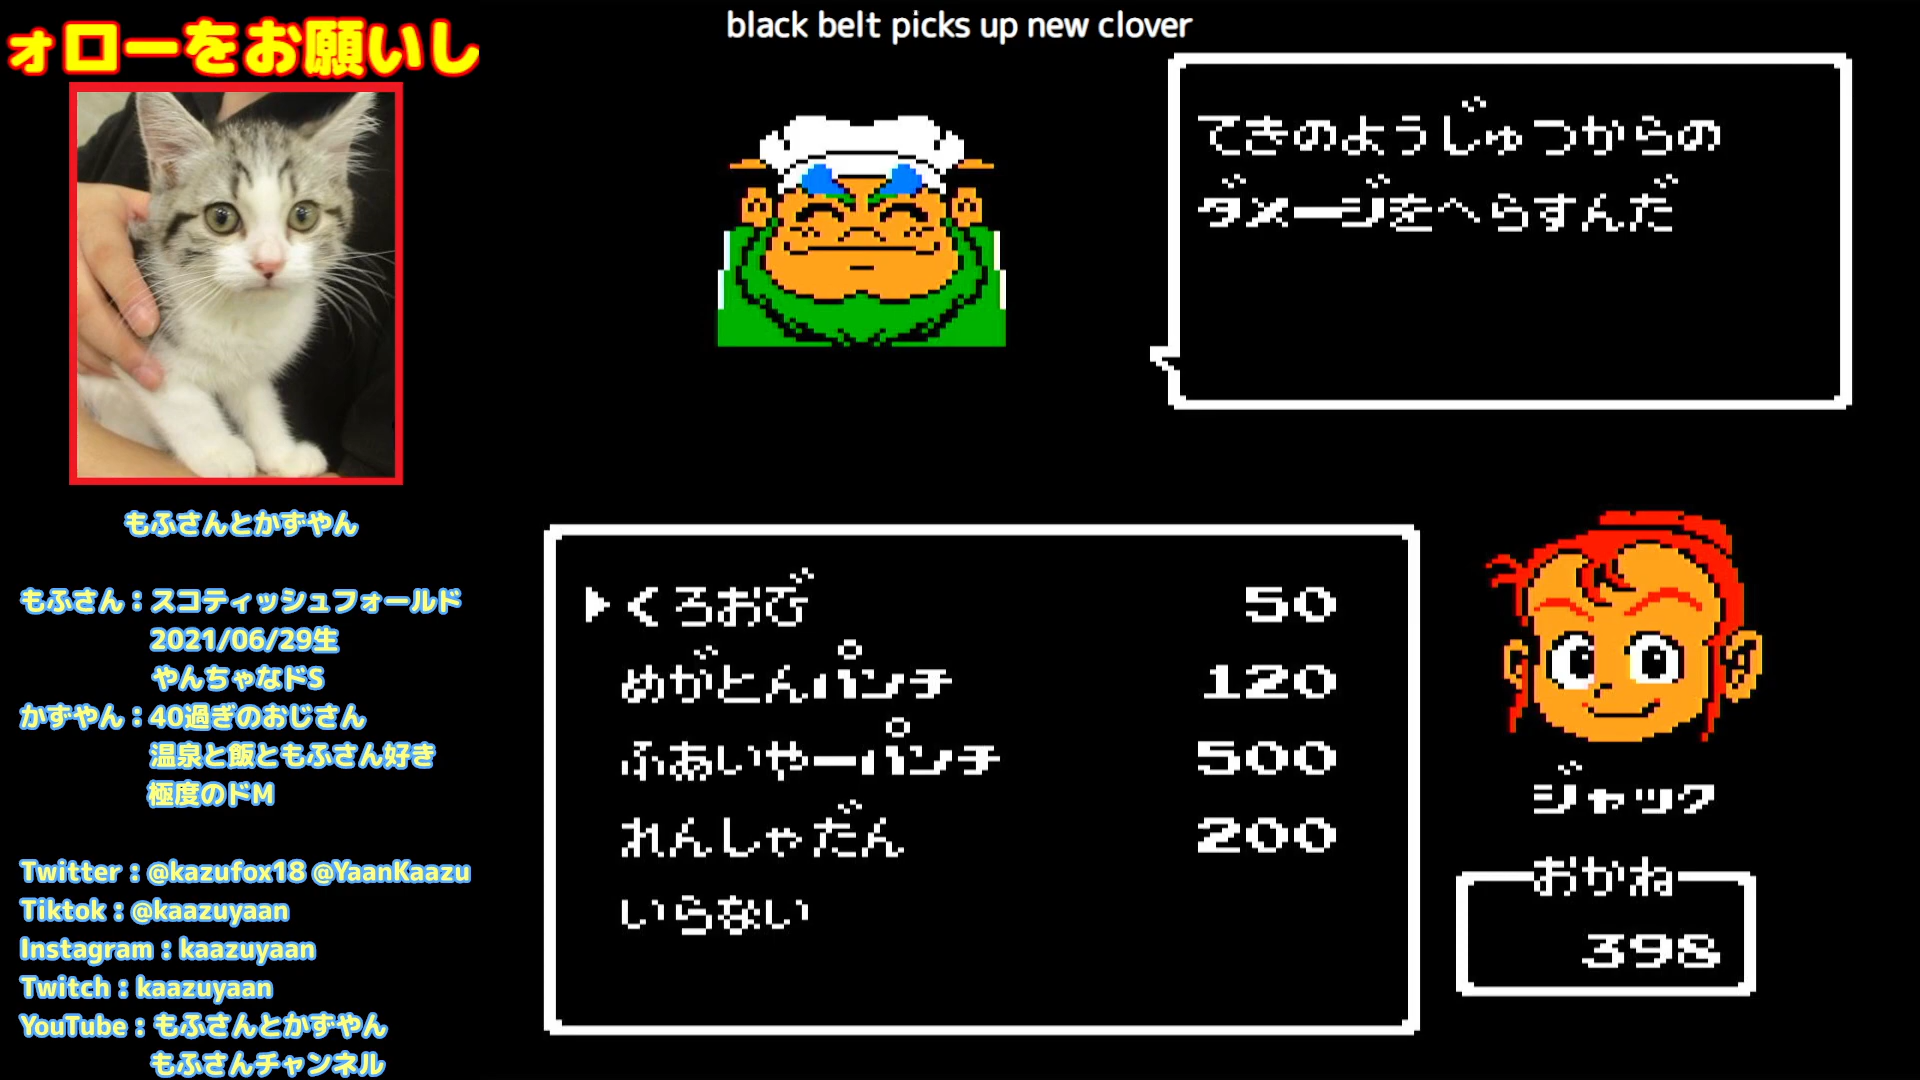 ォローをお願いし
black belt picks up new clover
てきのようじゅつからの
ダメージをへらすんだ
もふさんとかずやん
もふさん：スコティッシュフォールド
2021/06/29生
やんちゃなドS
かずやん：40過ぎのおじさん
温泉と飯ともふさん好き
極度のドM
Twitter：@kazufox18 @YaanKaazu
Tiktok：@kaazuyaan
Instagram：kaazuyaan
Twitch：kaazuyaan
YouTube：もふさんとかずやん
もふさんチャンネル
▶くろおび 50
めがとんパンチ 120
ふあいやーパンチ 500
れんしゃだん 200
いらない
ジャック
おかね
398